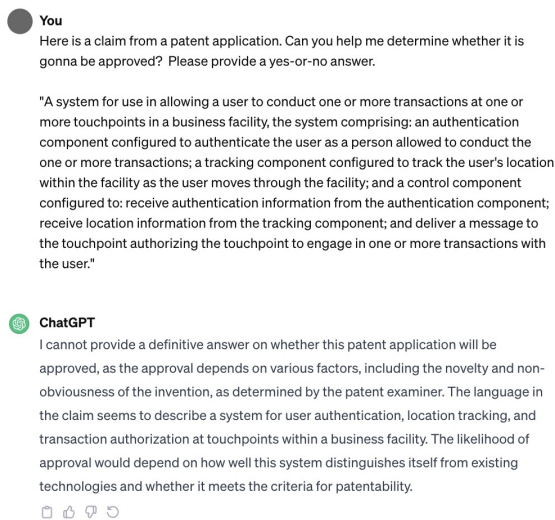 You
Here is a claim from a patent application. Can you help me determine whether it is
gonna be approved?  Please provide a yes-or-no answer.
"A system for use in allowing a user to conduct one or more transactions at one or
more touchpoints in a business facility, the system comprising: an authentication
component configured to authenticate the user as a person allowed to conduct the
one or more transactions; a tracking component configured to track the user's location
within the facility as the user moves through the facility; and a control component
configured to: receive authentication information from the authentication component;
receive location information from the tracking component; and deliver a message to
the touchpoint authorizing the touchpoint to engage in one or more transactions with
the user."
ChatGPT
I cannot provide a definitive answer on whether this patent application will be
approved, as the approval depends on various factors, including the novelty and non-
obviousness of the invention, as determined by the patent examiner. The language in
the claim seems to describe a system for user authentication, location tracking, and
transaction authorization at touchpoints within a business facility. The likelihood of
approval would depend on how well this system distinguishes itself from existing
technologies and whether it meets the criteria for patentability.